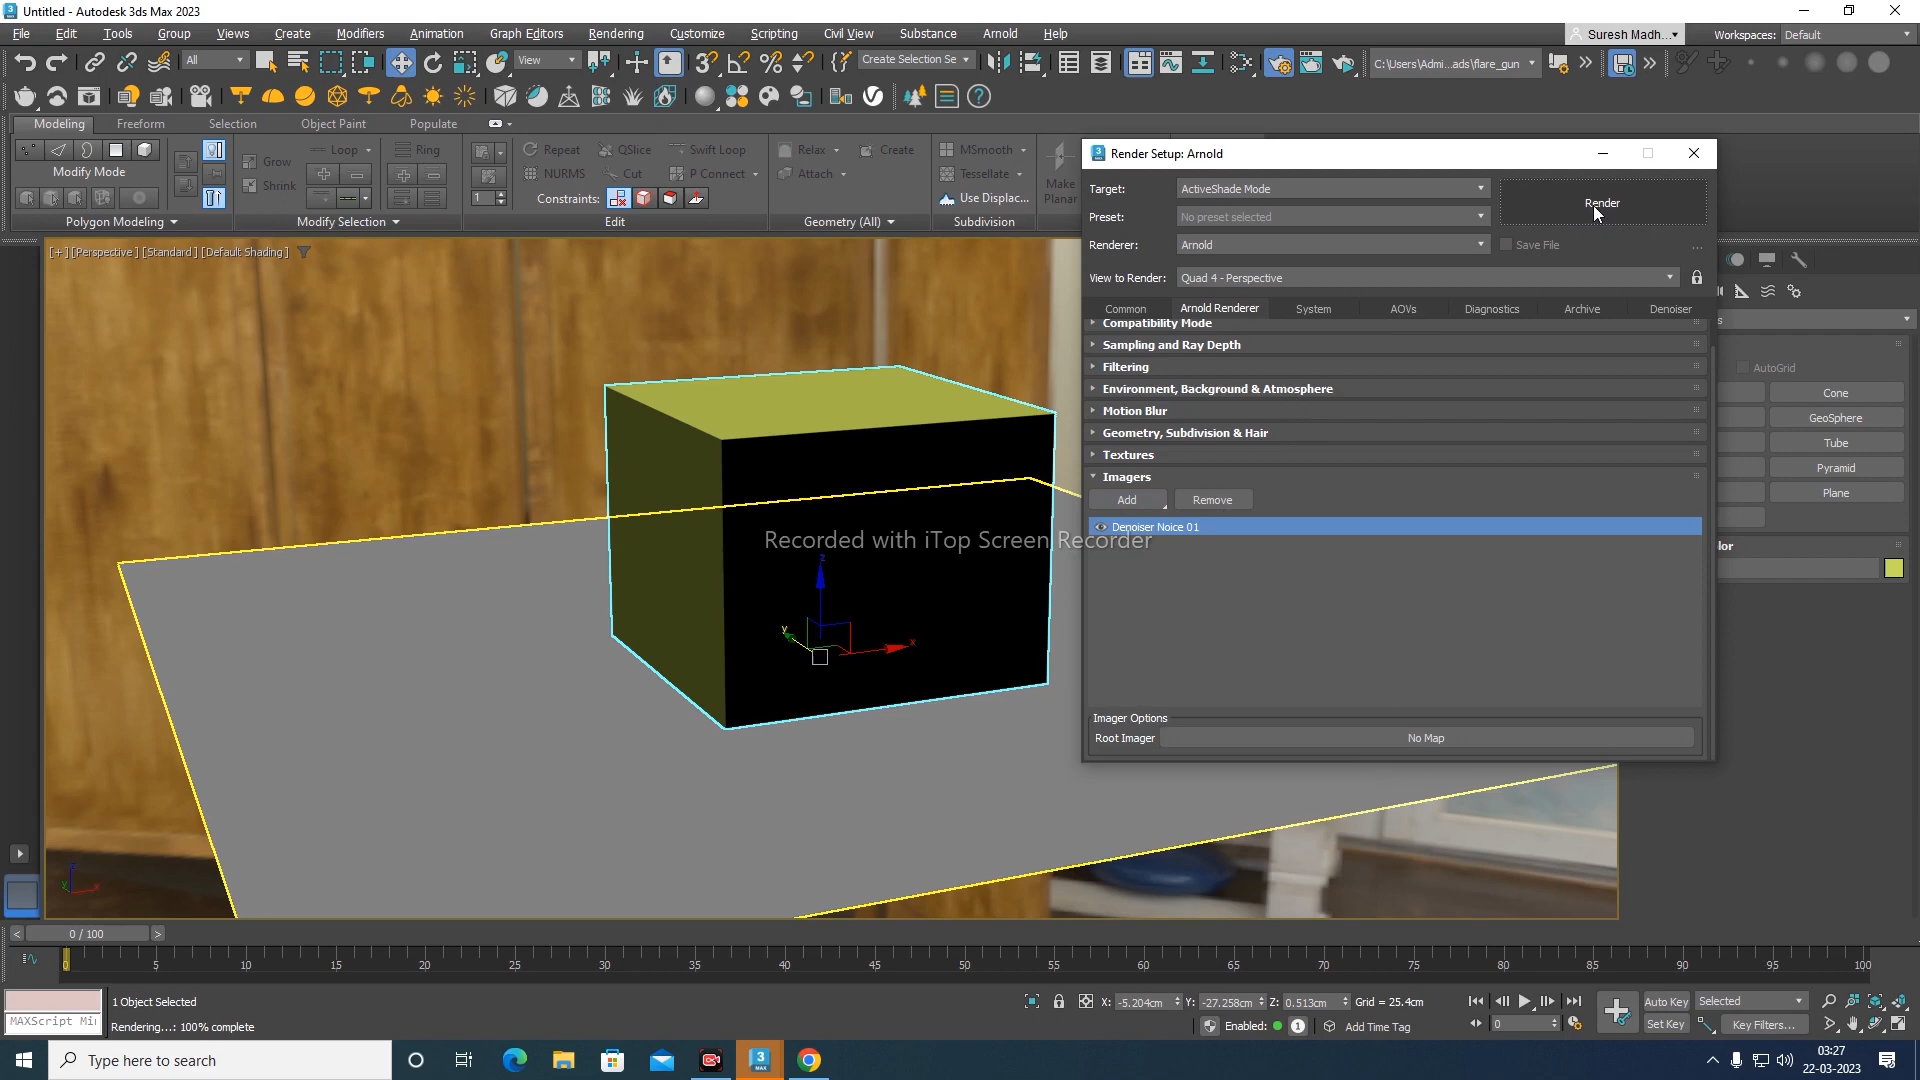 Untitled - Autodesk 3ds Max 2023
File Edit Tools Group Views Create Modifiers Animation Graph Editors Rendering Customize Scripting Civil View Substance Arnold Help
Suresh Madh... Workspaces: Default
All View Create Selection Se C:\Users\Admi...ads\flare_gun
Modeling Freeform Selection Object Paint Populate
Modify Mode
Polygon Modeling
Grow
Shrink
Loop
Ring
Modify Selection
1
Repeat QSlice Swift Loop
NURMS Cut P Connect
Constraints:
Edit
Relax Create
Attach
Geometry (All)
MSmooth
Tessellate
Use Displac...
Subdivision
Make
Planar
[+] [Perspective ] [Standard ] [Default Shading ]
Render Setup: Arnold
Target: ActiveShade Mode
Render
Preset: No preset selected
Renderer: Arnold
Save File ...
View to Render: Quad 4 - Perspective
Common Arnold Renderer System AOVs Diagnostics Archive Denoiser
Compatibility Mode
Sampling and Ray Depth
Filtering
Environment, Background & Atmosphere
Motion Blur
Geometry, Subdivision & Hair
Textures
Imagers
Add Remove
Denoiser Noice 01
Imager Options
Root Imager No Map
s
AutoGrid
Cone
GeoSphere
Tube
Pyramid
Plane
lor
Recorded with iTop Screen Recorder
z
y
x
z
y
x
< 0 / 100 >
0 5 10 15 20 25 30 35 40 45 50 55 60 65 70 75 80 85 90 95 100
1 Object Selected
MAXScript Mi
Rendering...: 100% complete
X: -5.204cm Y: -27.258cm Z: 0.513cm Grid = 25.4cm
Enabled: 1 Add Time Tag
0
Auto Key Selected
Set Key Key Filters...
Type here to search
3
MAX
03:27
22-03-2023